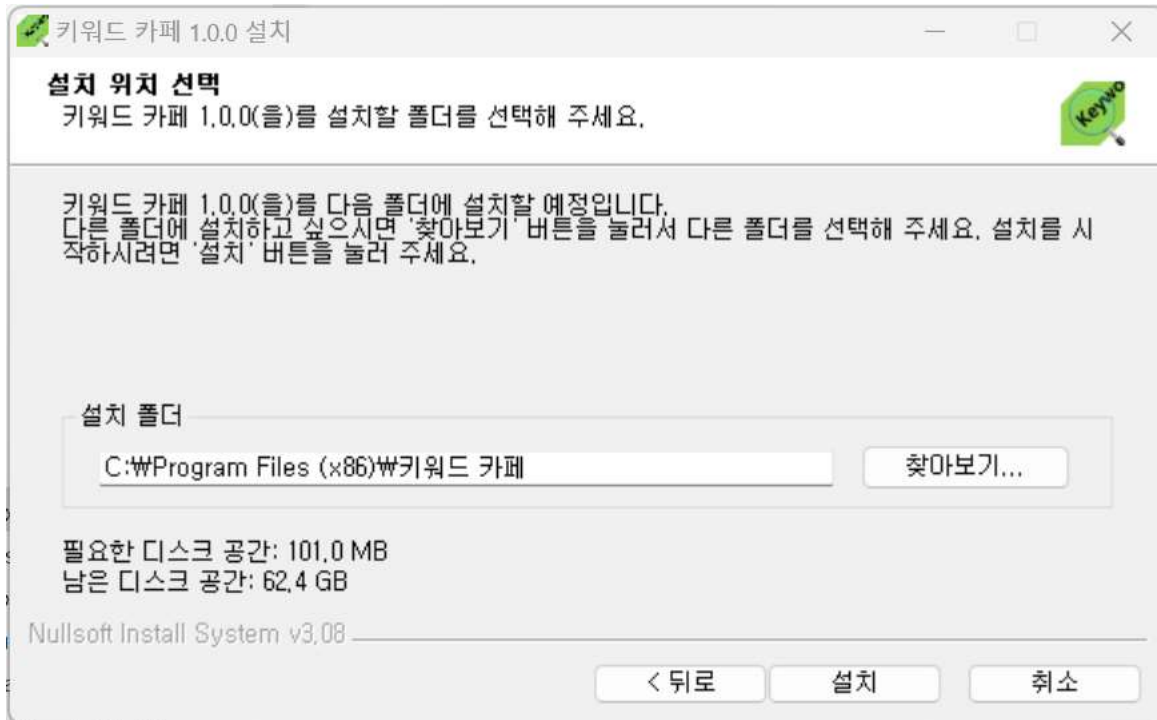 키워드 카페 1.0.0 설치
설치 위치 선택
키워드 카페 1.0.0(을)를 설치할 폴더를 선택해 주세요.
Keywo
키워드 카페 1.0.0(을)를 다음 폴더에 설치할 예정입니다.
다른 폴더에 설치하고 싶으시면 '찾아보기' 버튼을 눌러서 다른 폴더를 선택해 주세요. 설치를 시
작하시려면 '설치' 버튼을 눌러 주세요.
설치 폴더
C:₩Program Files (x86)₩키워드 카페
찾아보기...
필요한 디스크 공간: 101.0 MB
남은 디스크 공간: 62.4 GB
Nullsoft Install System v3.08
< 뒤로
설치
취소